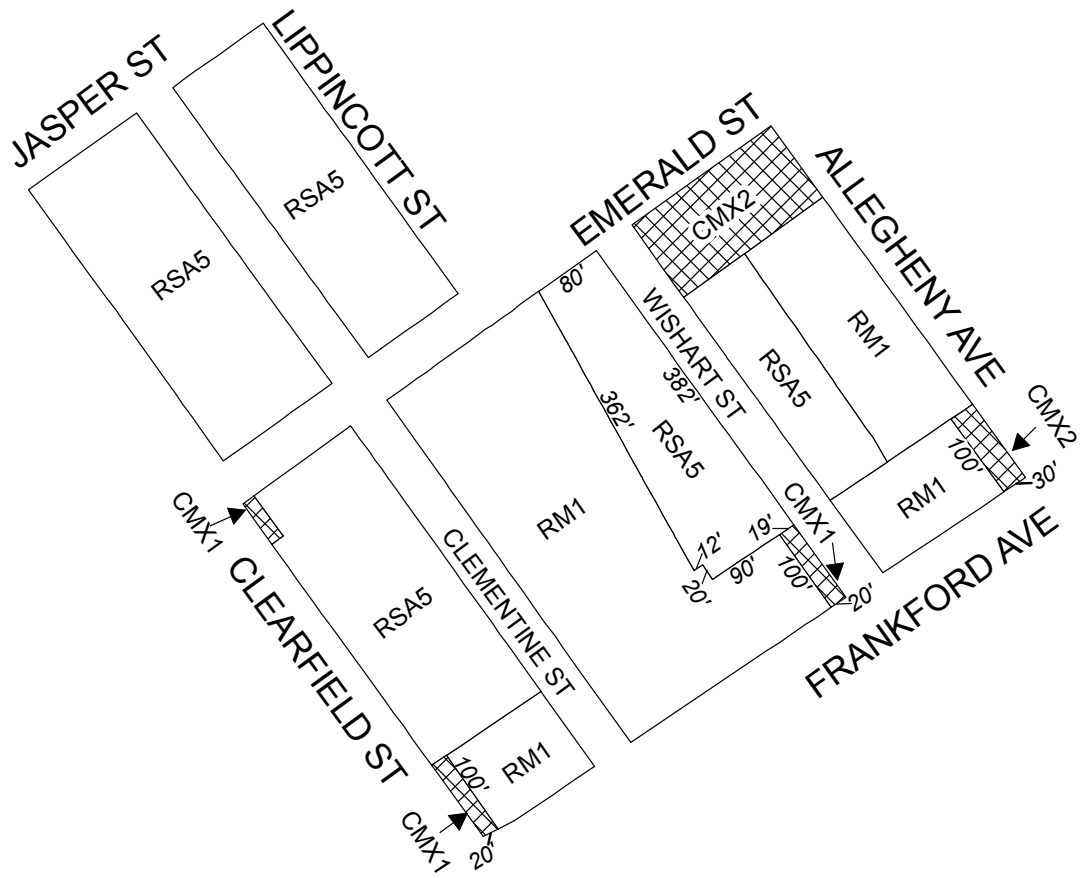 JASPER ST
LIPPINCOTT ST
RSA5
RSA5
EMERALD ST
ALLEGHENY AVE
CMX2
80'
WISHART ST
382'
362'
RSA5
RSA5
RM1
CMX2
100'
30'
RM1
CMX1
19'
12'
20'
90'
100'
20'
FRANKFORD AVE
RM1
CMX1
CLEARFIELD ST
RSA5
CLEMENTINE ST
RM1
100'
CMX1
20'